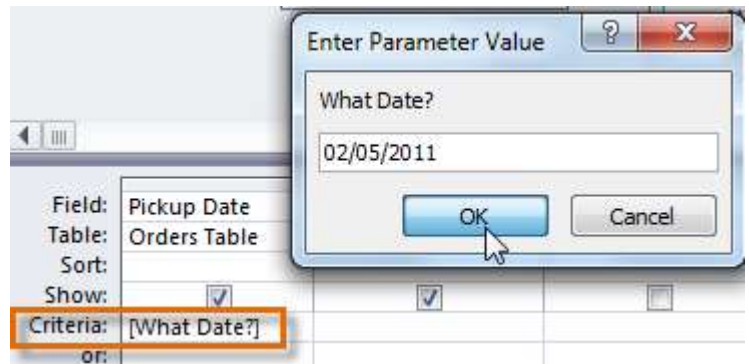 Enter Parameter Value
What Date?
02/05/2011
OK
Cancel
Field: Pickup Date
Table: Orders Table
Sort:
Show:
Criteria: [What Date?]
or: